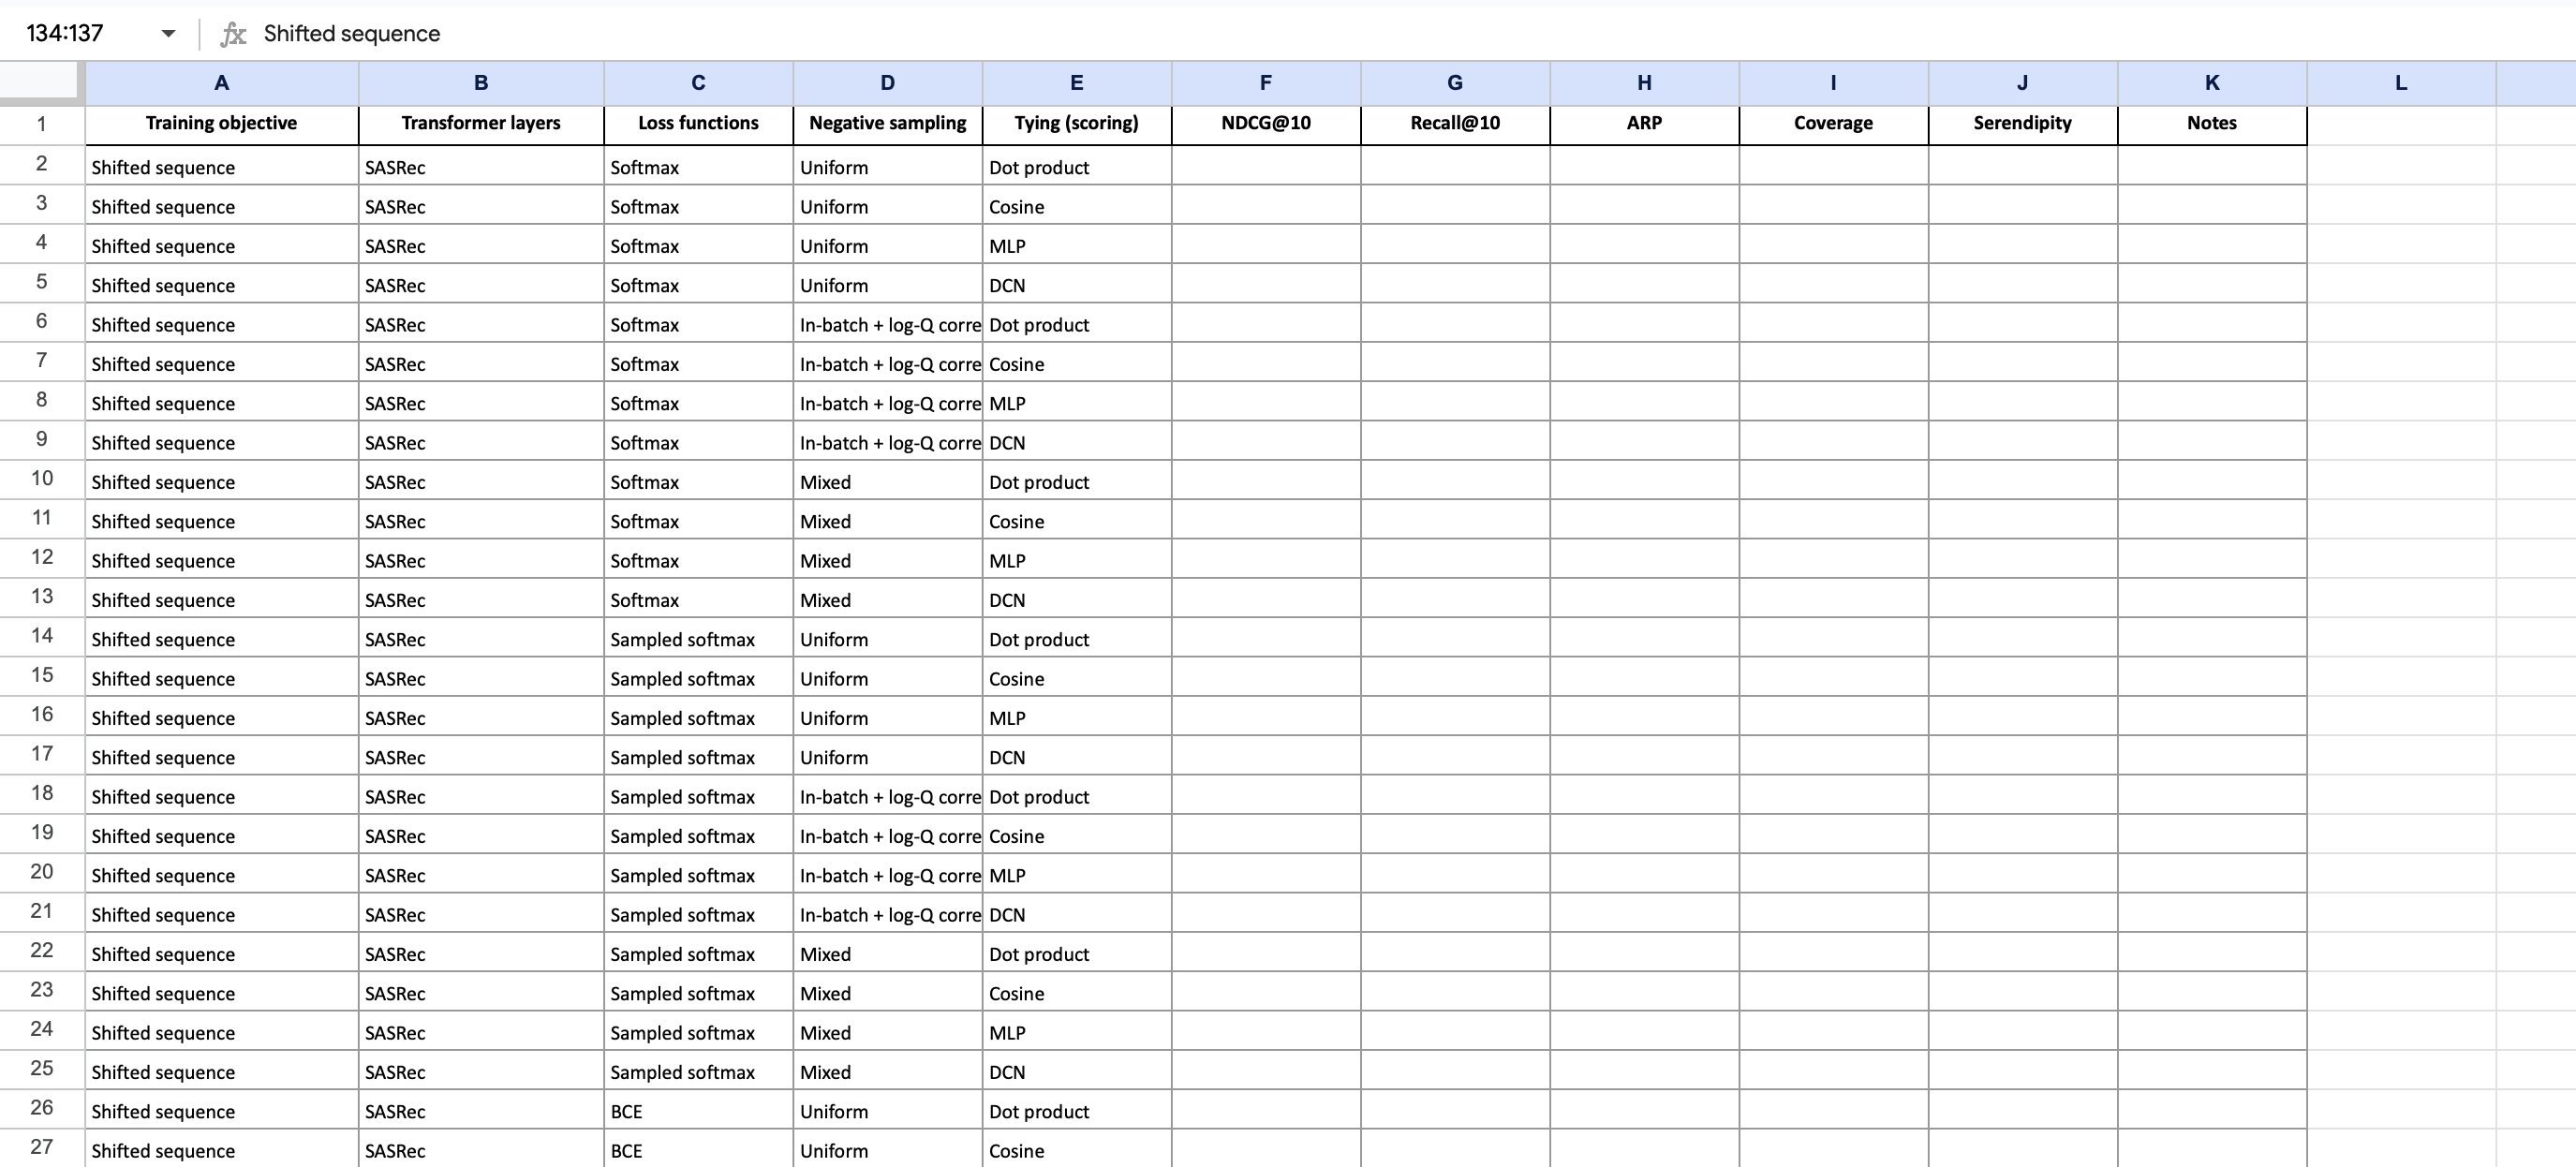 134:137 fx Shifted sequence
A B C D E F G H I J K L
1 Training objective Transformer layers Loss functions Negative sampling Tying (scoring) NDCG@10 Recall@10 ARP Coverage Serendipity Notes
2 Shifted sequence SASRec Softmax Uniform Dot product
3 Shifted sequence SASRec Softmax Uniform Cosine
4 Shifted sequence SASRec Softmax Uniform MLP
5 Shifted sequence SASRec Softmax Uniform DCN
6 Shifted sequence SASRec Softmax In-batch + log-Q corre Dot product
7 Shifted sequence SASRec Softmax In-batch + log-Q corre Cosine
8 Shifted sequence SASRec Softmax In-batch + log-Q corre MLP
9 Shifted sequence SASRec Softmax In-batch + log-Q corre DCN
10 Shifted sequence SASRec Softmax Mixed Dot product
11 Shifted sequence SASRec Softmax Mixed Cosine
12 Shifted sequence SASRec Softmax Mixed MLP
13 Shifted sequence SASRec Softmax Mixed DCN
14 Shifted sequence SASRec Sampled softmax Uniform Dot product
15 Shifted sequence SASRec Sampled softmax Uniform Cosine
16 Shifted sequence SASRec Sampled softmax Uniform MLP
17 Shifted sequence SASRec Sampled softmax Uniform DCN
18 Shifted sequence SASRec Sampled softmax In-batch + log-Q corre Dot product
19 Shifted sequence SASRec Sampled softmax In-batch + log-Q corre Cosine
20 Shifted sequence SASRec Sampled softmax In-batch + log-Q corre MLP
21 Shifted sequence SASRec Sampled softmax In-batch + log-Q corre DCN
22 Shifted sequence SASRec Sampled softmax Mixed Dot product
23 Shifted sequence SASRec Sampled softmax Mixed Cosine
24 Shifted sequence SASRec Sampled softmax Mixed MLP
25 Shifted sequence SASRec Sampled softmax Mixed DCN
26 Shifted sequence SASRec BCE Uniform Dot product
27 Shifted sequence SASRec BCE Uniform Cosine